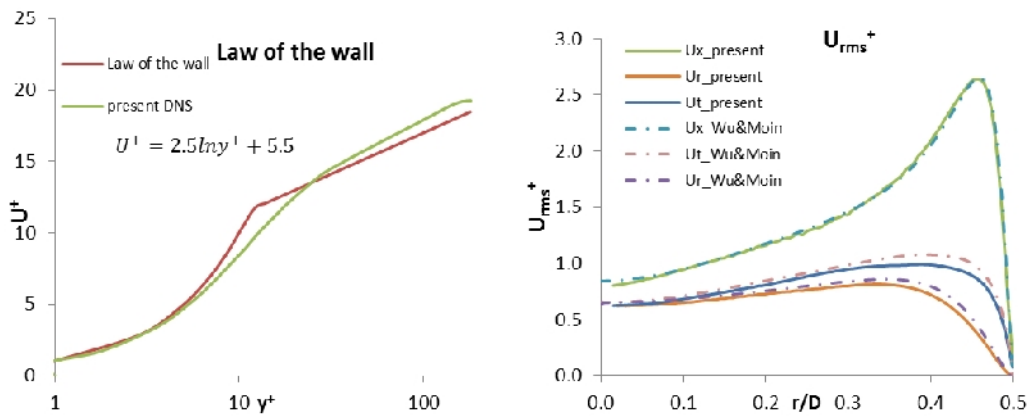 Law of the wall
25
20
15
10
5
0
U⁺
Law of the wall
present DNS
U⁺ = 2.5lny⁺ + 5.5
1
10
y⁺
100
Urms⁺
3.0
2.5
2.0
1.5
1.0
0.5
0.0
Urms⁺
Ux_present
Ur_present
Ut_present
Ux_Wu&Moin
Ut_Wu&Moin
Ur_Wu&Moin
0.0
0.1
0.2
r/D
0.3
0.4
0.5